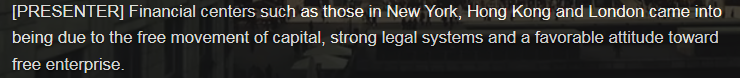 [PRESENTER] Financial centers such as those in New York, Hong Kong and London came into
being due to the free movement of capital, strong legal systems and a favorable attitude toward
free enterprise.